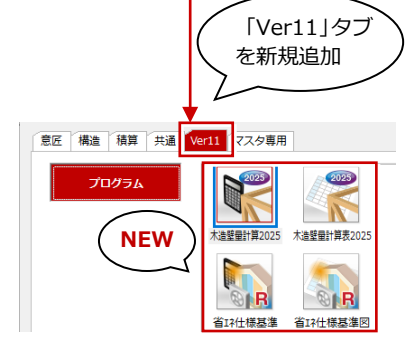 「Ver11」タブ
を新規追加
意匠 構造 積算 共通 Ver11 マスタ専用
プログラム
NEW
2025 2025
木造壁量計算2025 木造壁量計算表2025
R R
省エネ仕様基準 省エネ仕様基準図